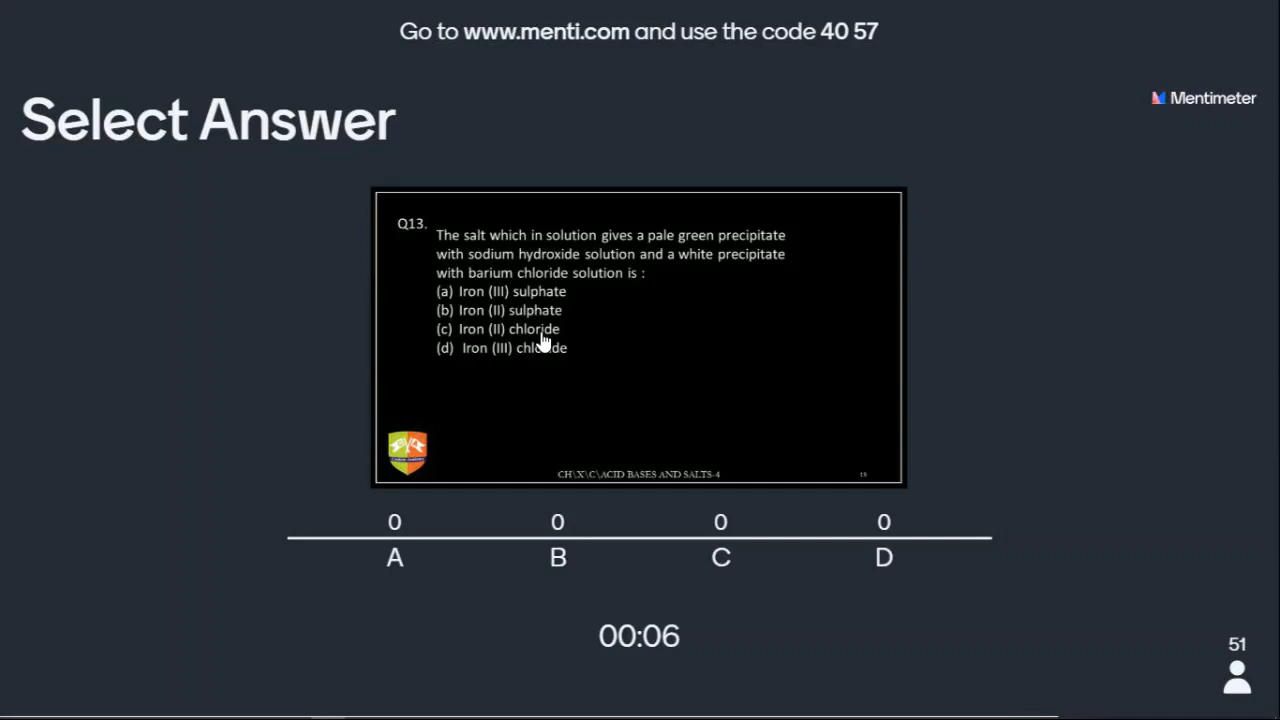 Go to www.menti.com and use the code 40 57
Mentimeter
Select Answer
Q13.
The salt which in solution gives a pale green precipitate
with sodium hydroxide solution and a white precipitate
with barium chloride solution is :
(a) Iron (III) sulphate
(b) Iron (II) sulphate
(c) Iron (II) chloride
(d) Iron (III) chloride
CH\X\C\ACID BASES AND SALTS-4
0 0 0 0
A B C D
00:06
51